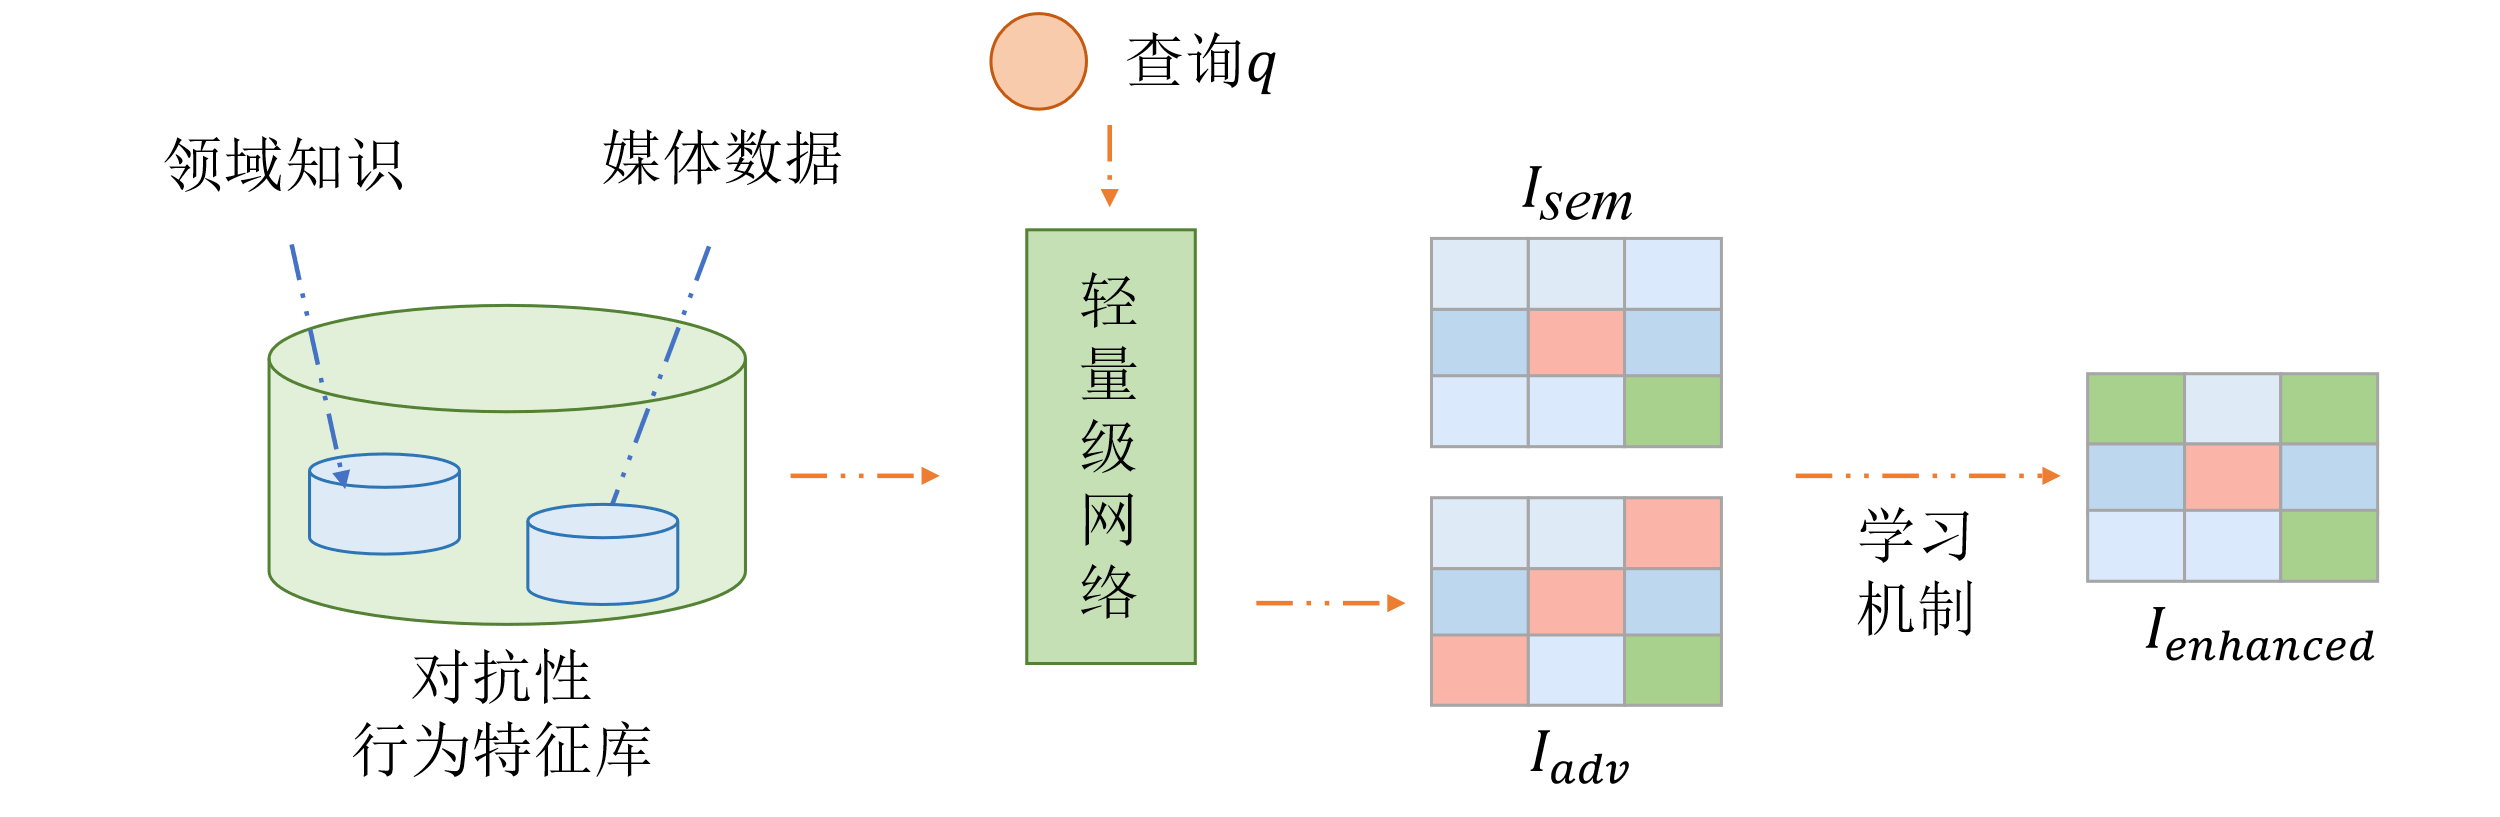 查询q
领域知识
媒体数据
I_sem
轻
量
级
网
络
学习
机制
I_enhanced
对抗性
行为特征库
I_adv